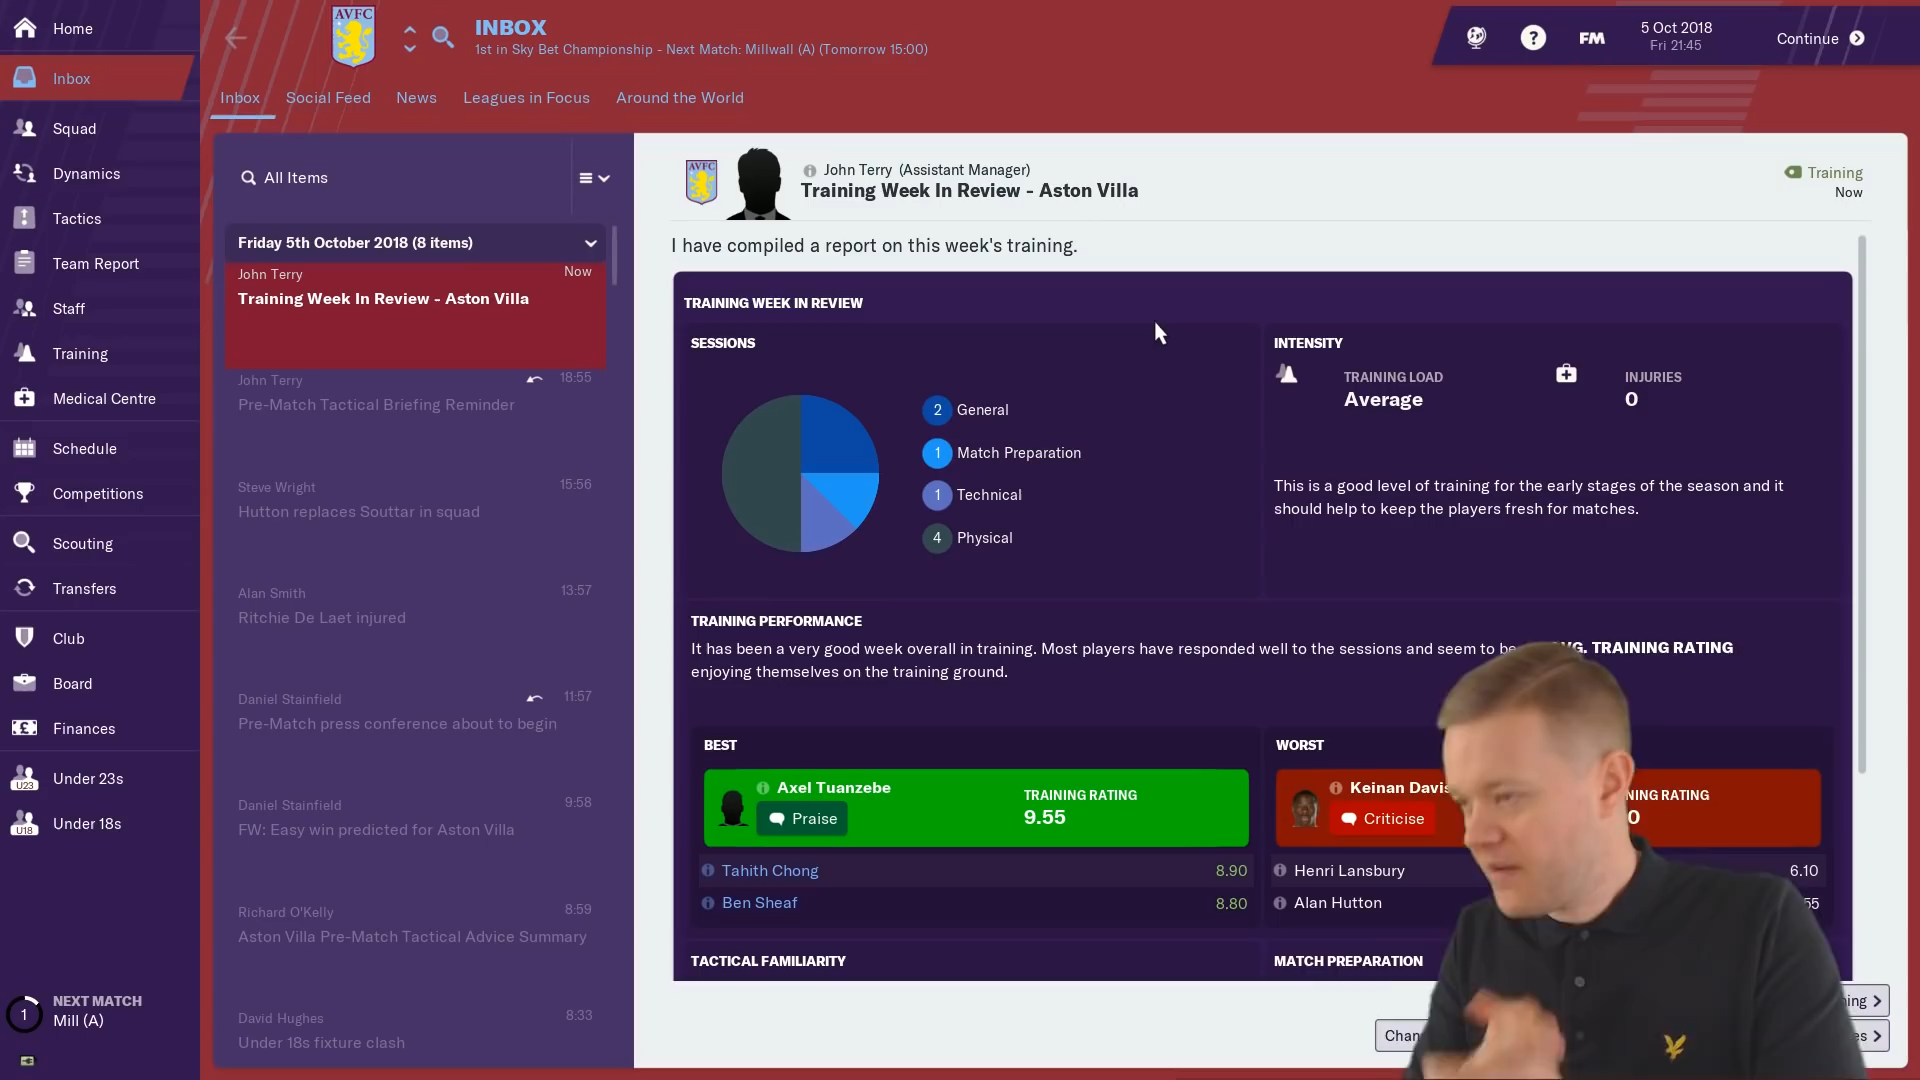 Home
Inbox
Squad
Dynamics
Tactics
Team Report
Staff
Training
Medical Centre
Schedule
Competitions
Scouting
Transfers
Club
Board
Finances
U23
Under 23s
U18
Under 18s
NEXT MATCH
1
Mill (A)
AVFC
INBOX
1st in Sky Bet Championship - Next Match: Millwall (A) (Tomorrow 15:00)
?
FM
5 Oct 2018
Fri 21:45
Continue
Inbox
Social Feed
News
Leagues in Focus
Around the World
All Items
Friday 5th October 2018 (8 items)
John Terry
Now
Training Week In Review - Aston Villa
John Terry
18:55
Pre-Match Tactical Briefing Reminder
Steve Wright
15:56
Hutton replaces Souttar in squad
Alan Smith
13:57
Ritchie De Laet injured
Daniel Stainfield
11:57
Pre-Match press conference about to begin
Daniel Stainfield
9:58
FW: Easy win predicted for Aston Villa
Richard O'Kelly
8:59
Aston Villa Pre-Match Tactical Advice Summary
David Hughes
8:33
Under 18s fixture clash
AVFC
John Terry (Assistant Manager)
Training Week In Review - Aston Villa
Training
Now
I have compiled a report on this week's training.
TRAINING WEEK IN REVIEW
SESSIONS
2 General
1 Match Preparation
1 Technical
4 Physical
INTENSITY
TRAINING LOAD
Average
INJURIES
0
This is a good level of training for the early stages of the season and it
should help to keep the players fresh for matches.
TRAINING PERFORMANCE
It has been a very good week overall in training. Most players have responded well to the sessions and seem to be
enjoying themselves on the training ground.
TRAINING RATING
BEST
Axel Tuanzebe
Praise
TRAINING RATING
9.55
Tahith Chong
8.90
Ben Sheaf
8.80
WORST
Keinan Davis
Criticise
RATING
Henri Lansbury
6.10
Alan Hutton
TACTICAL FAMILIARITY
MATCH PREPARATION